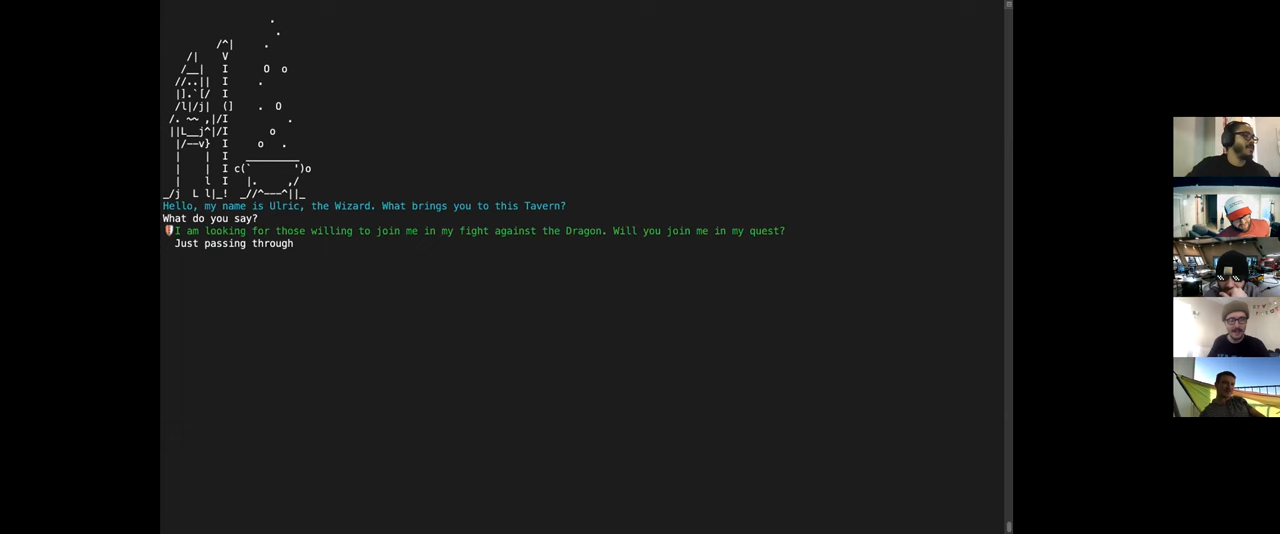 Hello, my name is Ulric, the Wizard. What brings you to this Tavern?
What do you say?
I am looking for those willing to join me in my fight against the Dragon. Will you join me in my quest?
Just passing through